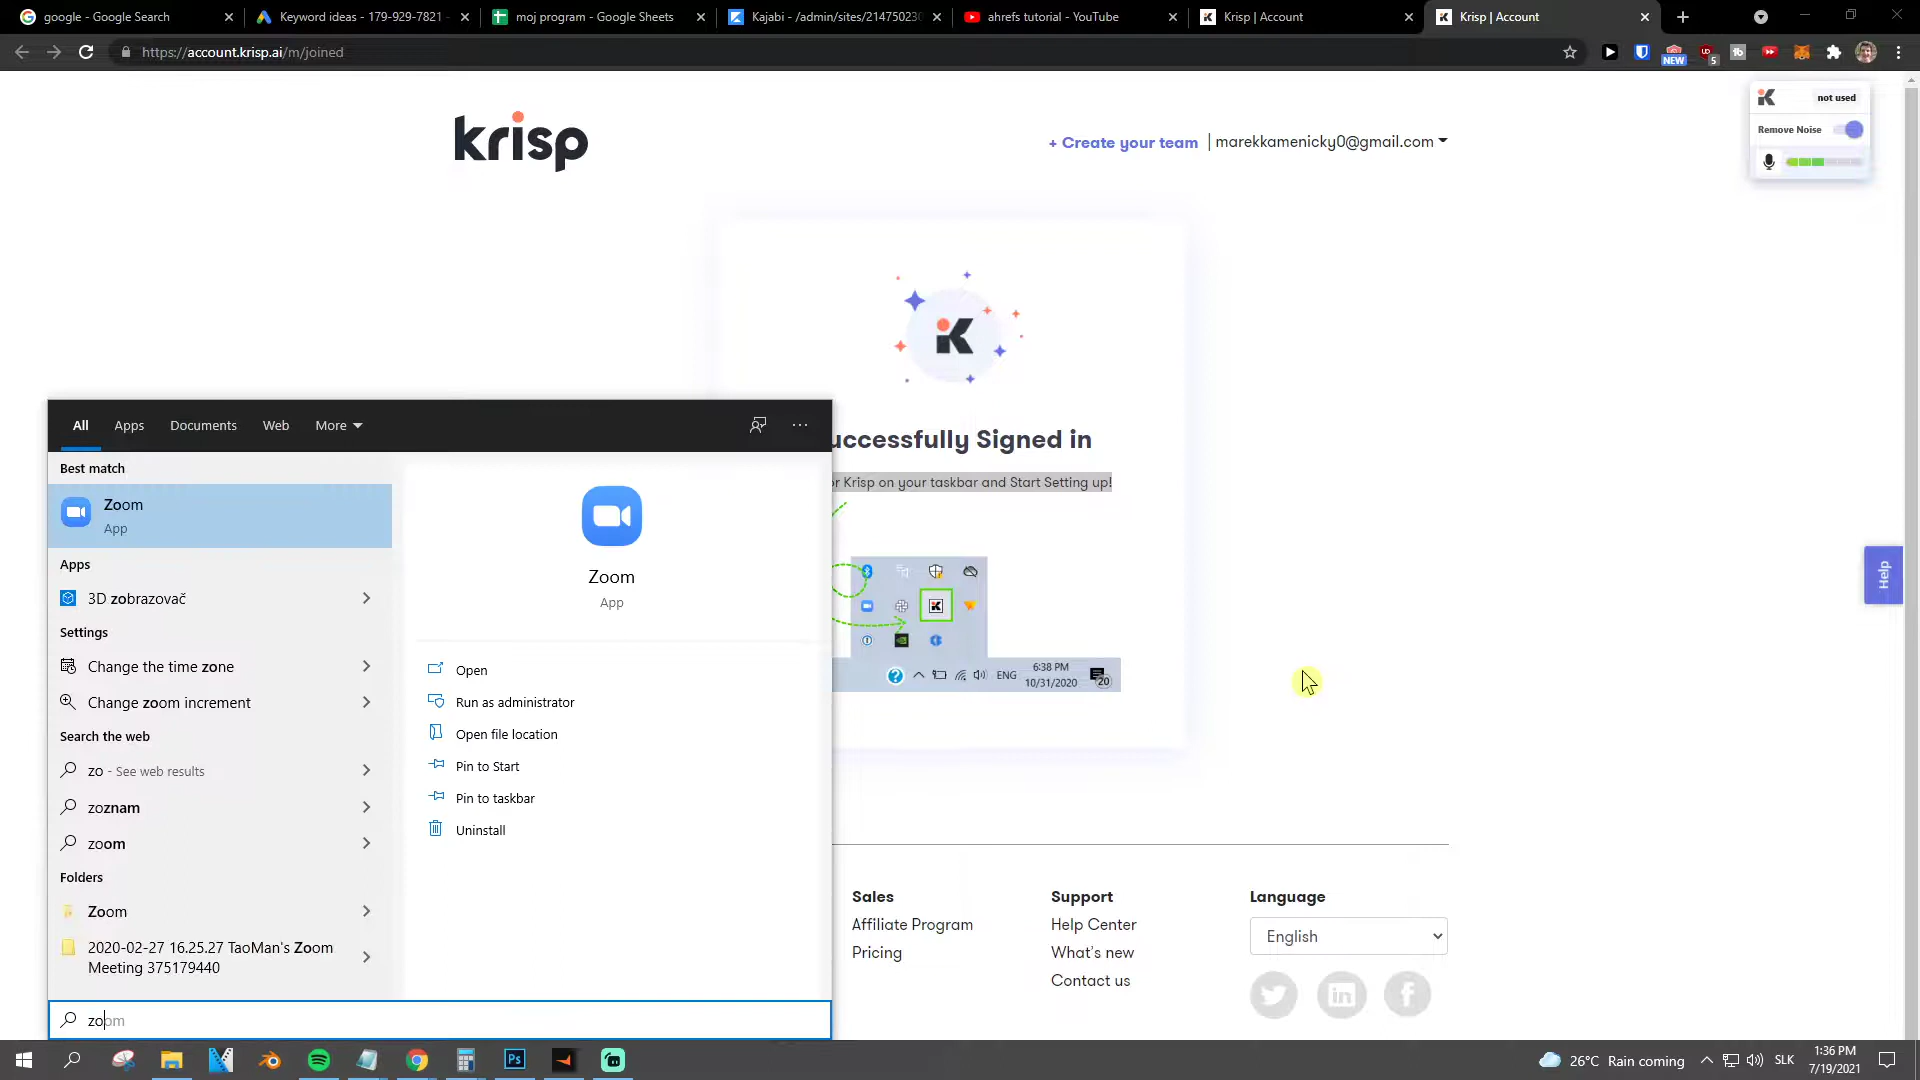 google - Google Search
Keyword ideas - 179-929-7821 -
moj program - Google Sheets
Kajabi - /admin/sites/214750230
ahrefs tutorial - YouTube
Krisp | Account
Krisp | Account
https://account.krisp.ai/m/joined
NEW
5
krisp
+ Create your team
marekkamenicky0@gmail.com
not used
Remove Noise
uccessfully Signed in
or Krisp on your taskbar and Start Setting up!
ENG
6:38 PM
10/31/2020
20
Help
All
Apps
Documents
Web
More
Best match
Zoom
App
Apps
3D zobrazovač
Settings
Change the time zone
Change zoom increment
Search the web
zo - See web results
zoznam
zoom
Folders
Zoom
2020-02-27 16.25.27 TaoMan's Zoom
Meeting 375179440
zoom
Zoom
App
Open
Run as administrator
Open file location
Pin to Start
Pin to taskbar
Uninstall
Sales
Affiliate Program
Pricing
Support
Help Center
What's new
Contact us
Language
English
Ps
26°C Rain coming
SLK
1:36 PM
7/19/2021